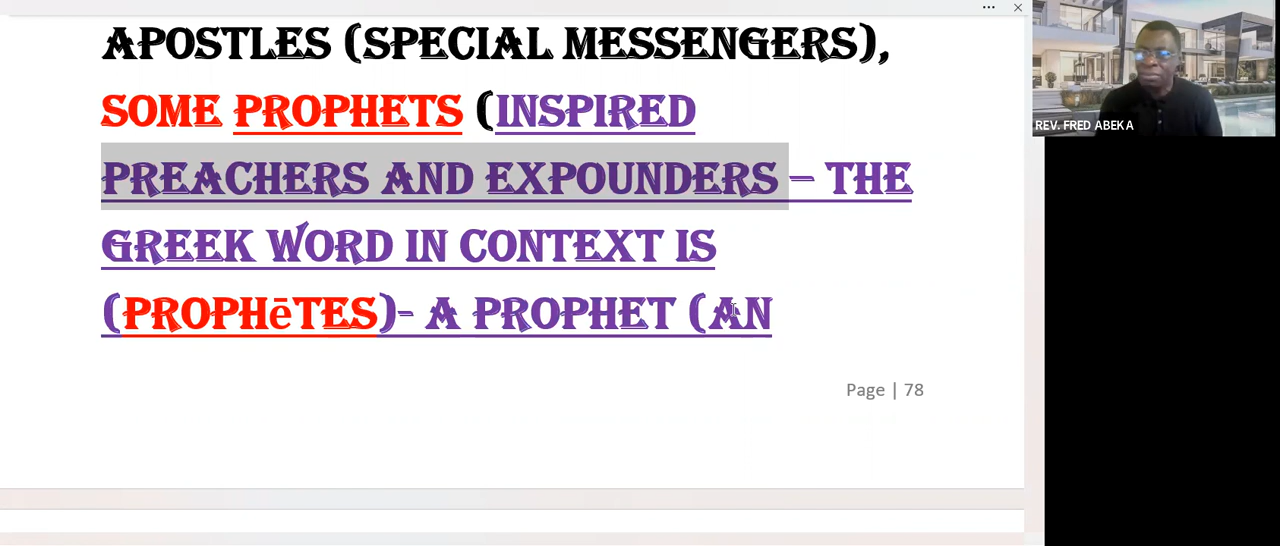 APOSTLES (SPECIAL MESSENGERS),
SOME PROPHETS (INSPIRED
PREACHERS AND EXPOUNDERS – THE
GREEK WORD IN CONTEXT IS
(PROPHēTES)- A PROPHET (AN
Page | 78
REV. FRED ABEKA